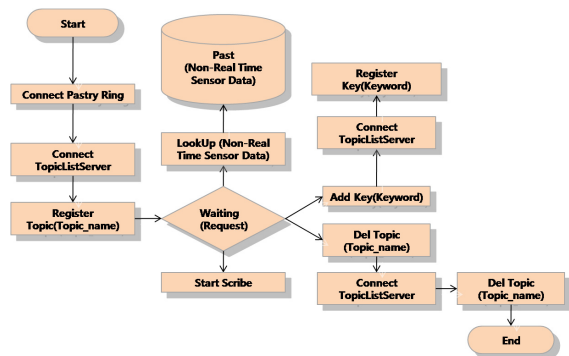 Start
Connect Pastry Ring
Connect
TopicListServer
Register
Topic(Topic_name)
Past
(Non-Real Time
Sensor Data)
LookUp (Non-Real
Time Sensor Data)
Waiting
(Request)
Start Scribe
Register
Key(Keyword)
Connect
TopicListServer
Add Key(Keyword)
Del Topic
(Topic_name)
Connect
TopicListServer
Del Topic
(Topic_name)
End